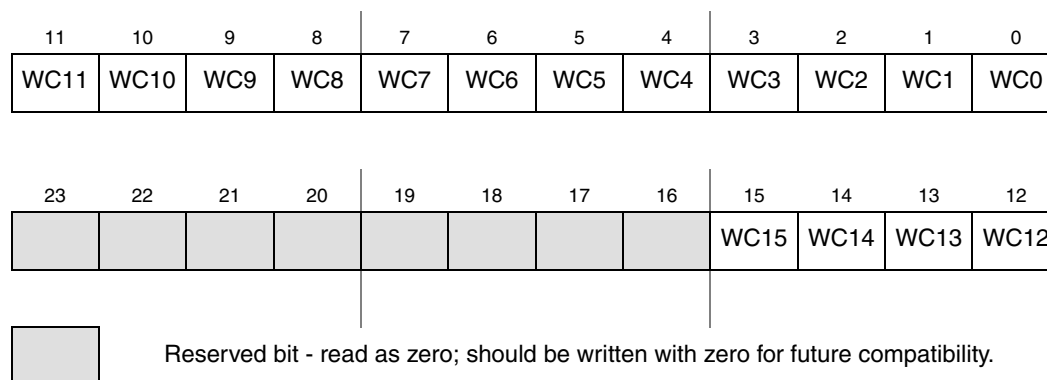 11 10 9 8 7 6 5 4 3 2 1 0
WC11 WC10 WC9 WC8 WC7 WC6 WC5 WC4 WC3 WC2 WC1 WC0
23 22 21 20 19 18 17 16 15 14 13 12
WC15 WC14 WC13 WC12
Reserved bit - read as zero; should be written with zero for future compatibility.